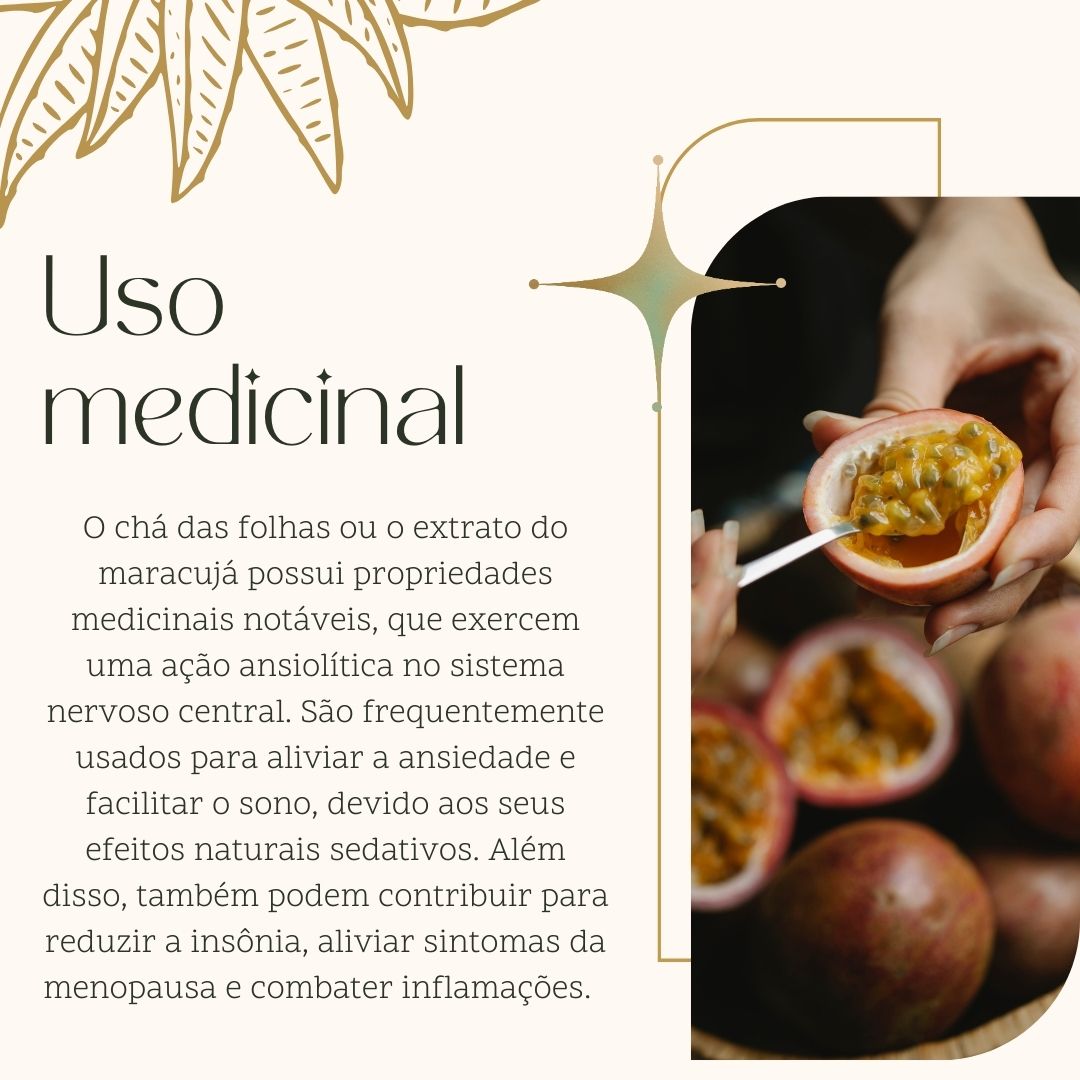 Uso
medicinal
O chá das folhas ou o extrato do
maracujá possui propriedades
medicinais notáveis, que exercem
uma ação ansiolítica no sistema
nervoso central. São frequentemente
usados para aliviar a ansiedade e
facilitar o sono, devido aos seus
efeitos naturais sedativos. Além
disso, também podem contribuir para
reduzir a insônia, aliviar sintomas da
menopausa e combater inflamações.